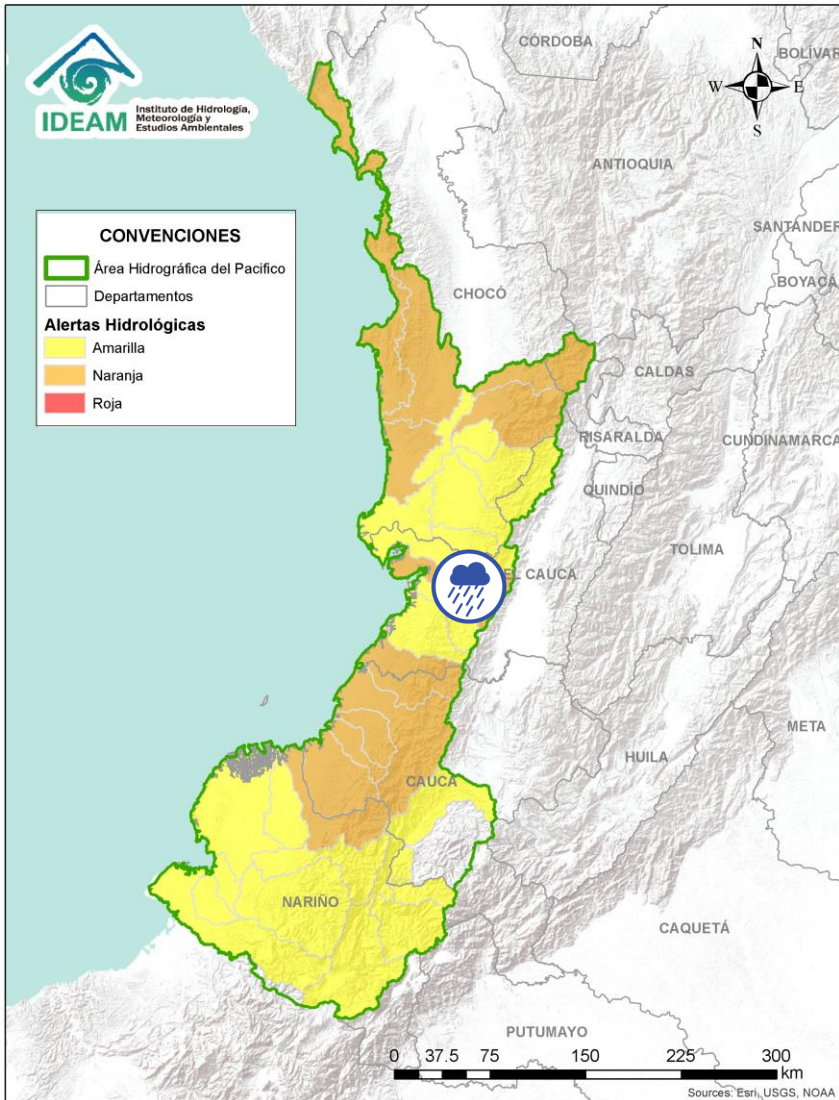 CÓRDOBA
BOLÍVAR
N
W
E
S
IDEAM
Instituto de Hidrología,
Meteorología y
Estudios Ambientales
ANTIOQUIA
SANTANDER
CONVENCIONES
Área Hidrográfica del Pacifico
Departamentos
Alertas Hidrológicas
Amarilla
Naranja
Roja
BOYACÁ
CHOCÓ
CALDAS
RISARALDA
CUNDINAMARCA
QUINDÍO
TOLIMA
EL CAUCA
META
HUILA
CAUCA
NARIÑO
CAQUETÁ
PUTUMAYO
0 37.5 75 150 225 300
km
Sources: Esri, USGS, NOAA